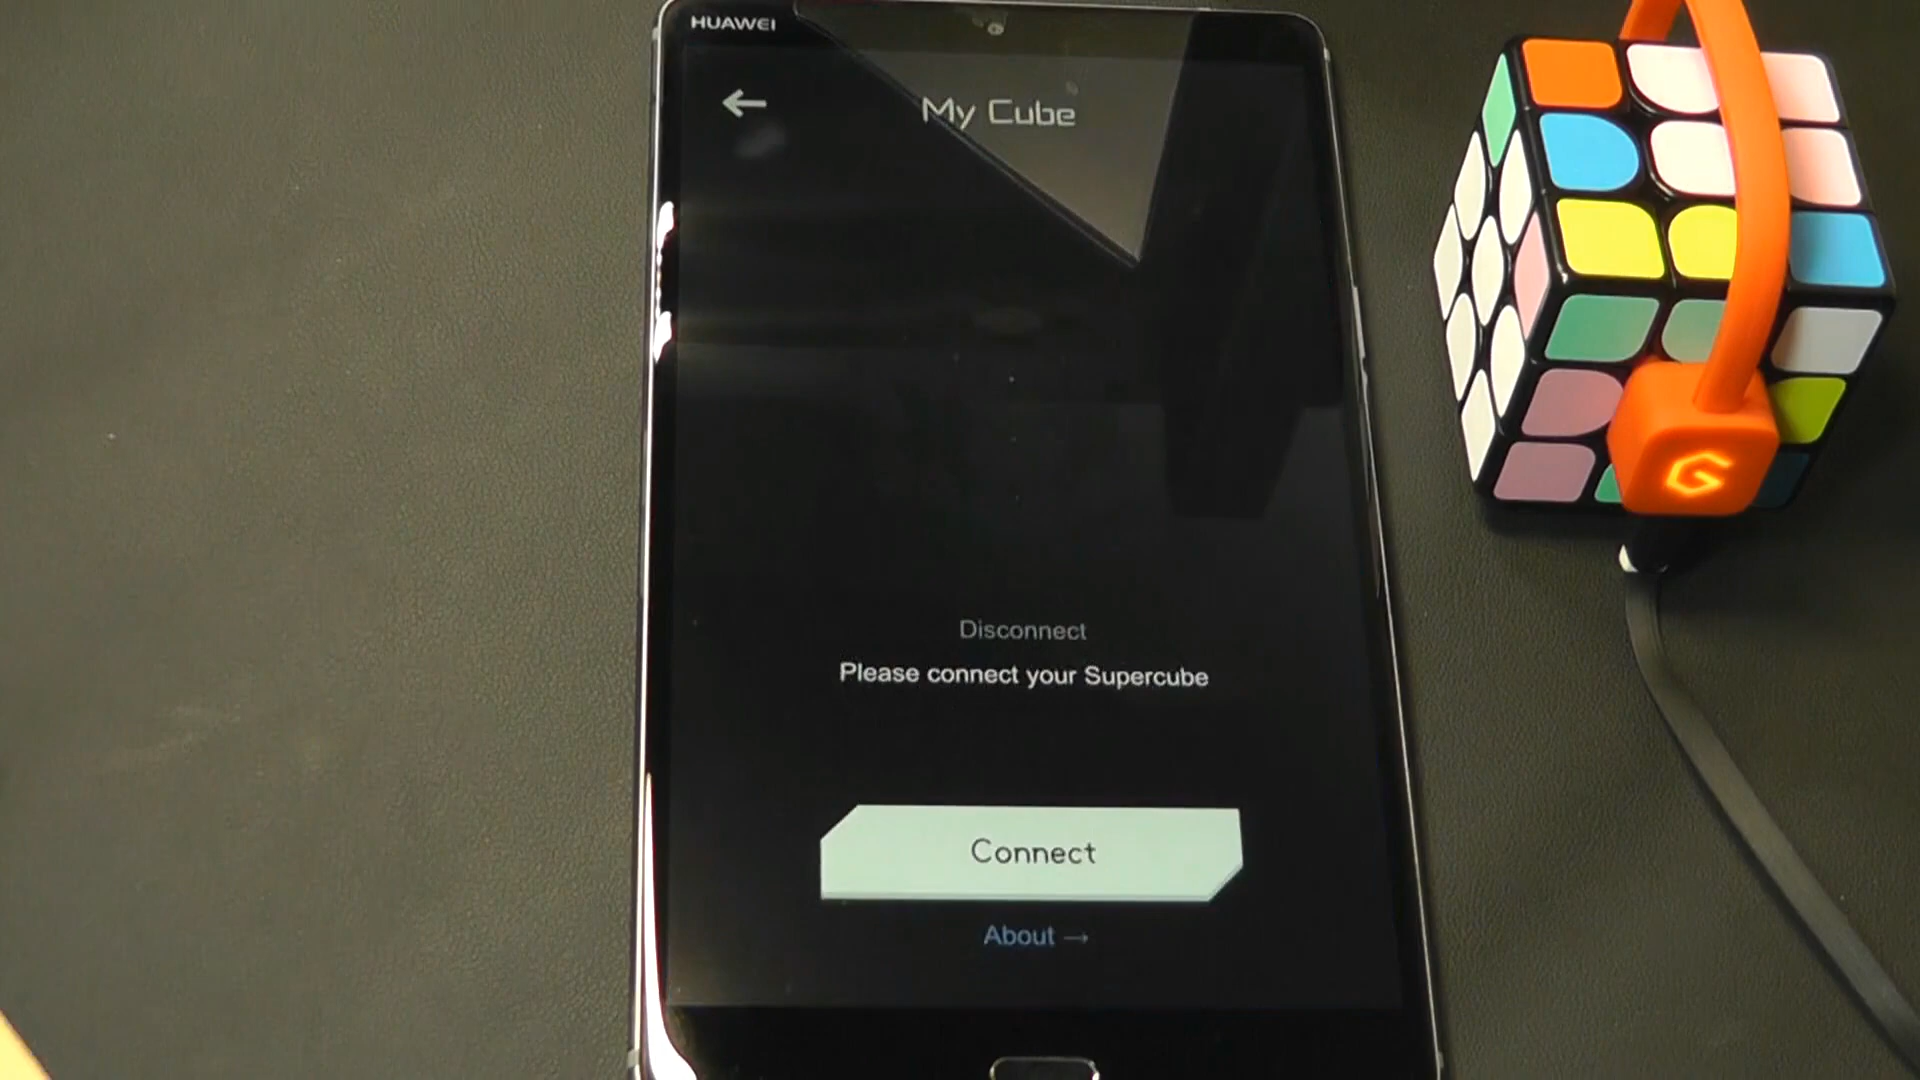 HUAWEI
My Cube
Disconnect
Please connect your Supercube
Connect
About →
G